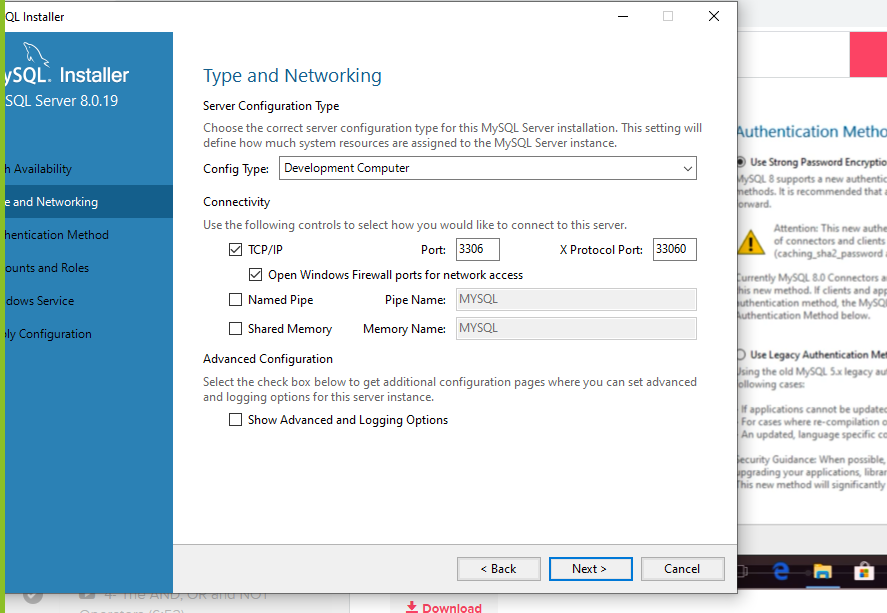 QL Installer
MySQL. Installer
SQL Server 8.0.19
h Availability
e and Networking
hentication Method
ounts and Roles
dows Service
ly Configuration
Type and Networking
Server Configuration Type
Choose the correct server configuration type for this MySQL Server installation. This setting will
define how much system resources are assigned to the MySQL Server instance.
Config Type: Development Computer
Connectivity
Use the following controls to select how you would like to connect to this server.
TCP/IP Port: 3306 X Protocol Port: 33060
Open Windows Firewall ports for network access
Named Pipe Pipe Name: MYSQL
Shared Memory Memory Name: MYSQL
Advanced Configuration
Select the check box below to get additional configuration pages where you can set advanced
and logging options for this server instance.
Show Advanced and Logging Options
< Back Next > Cancel
Authentication Metho
Use Strong Password Encryptio
MySQL 8 supports a new authentic
methods. It is recommended that a
orward.
Attention: This new authe
of connectors and clients
(caching_sha2_password a
Currently MySQL 8.0 Connectors a
his new method. If clients and app
authentication method, the MySQ
Authentication Method below.
Use Legacy Authentication Met
Using the old MySQL 5.x legacy au
ollowing cases:
- If applications cannot be updated
- For cases where re-compilation o
- An updated, language specific co
Security Guidance: When possible,
upgrading your applications, librar
This new method will significantly
The AND, OR and NOT
Operators (6:52)
Download